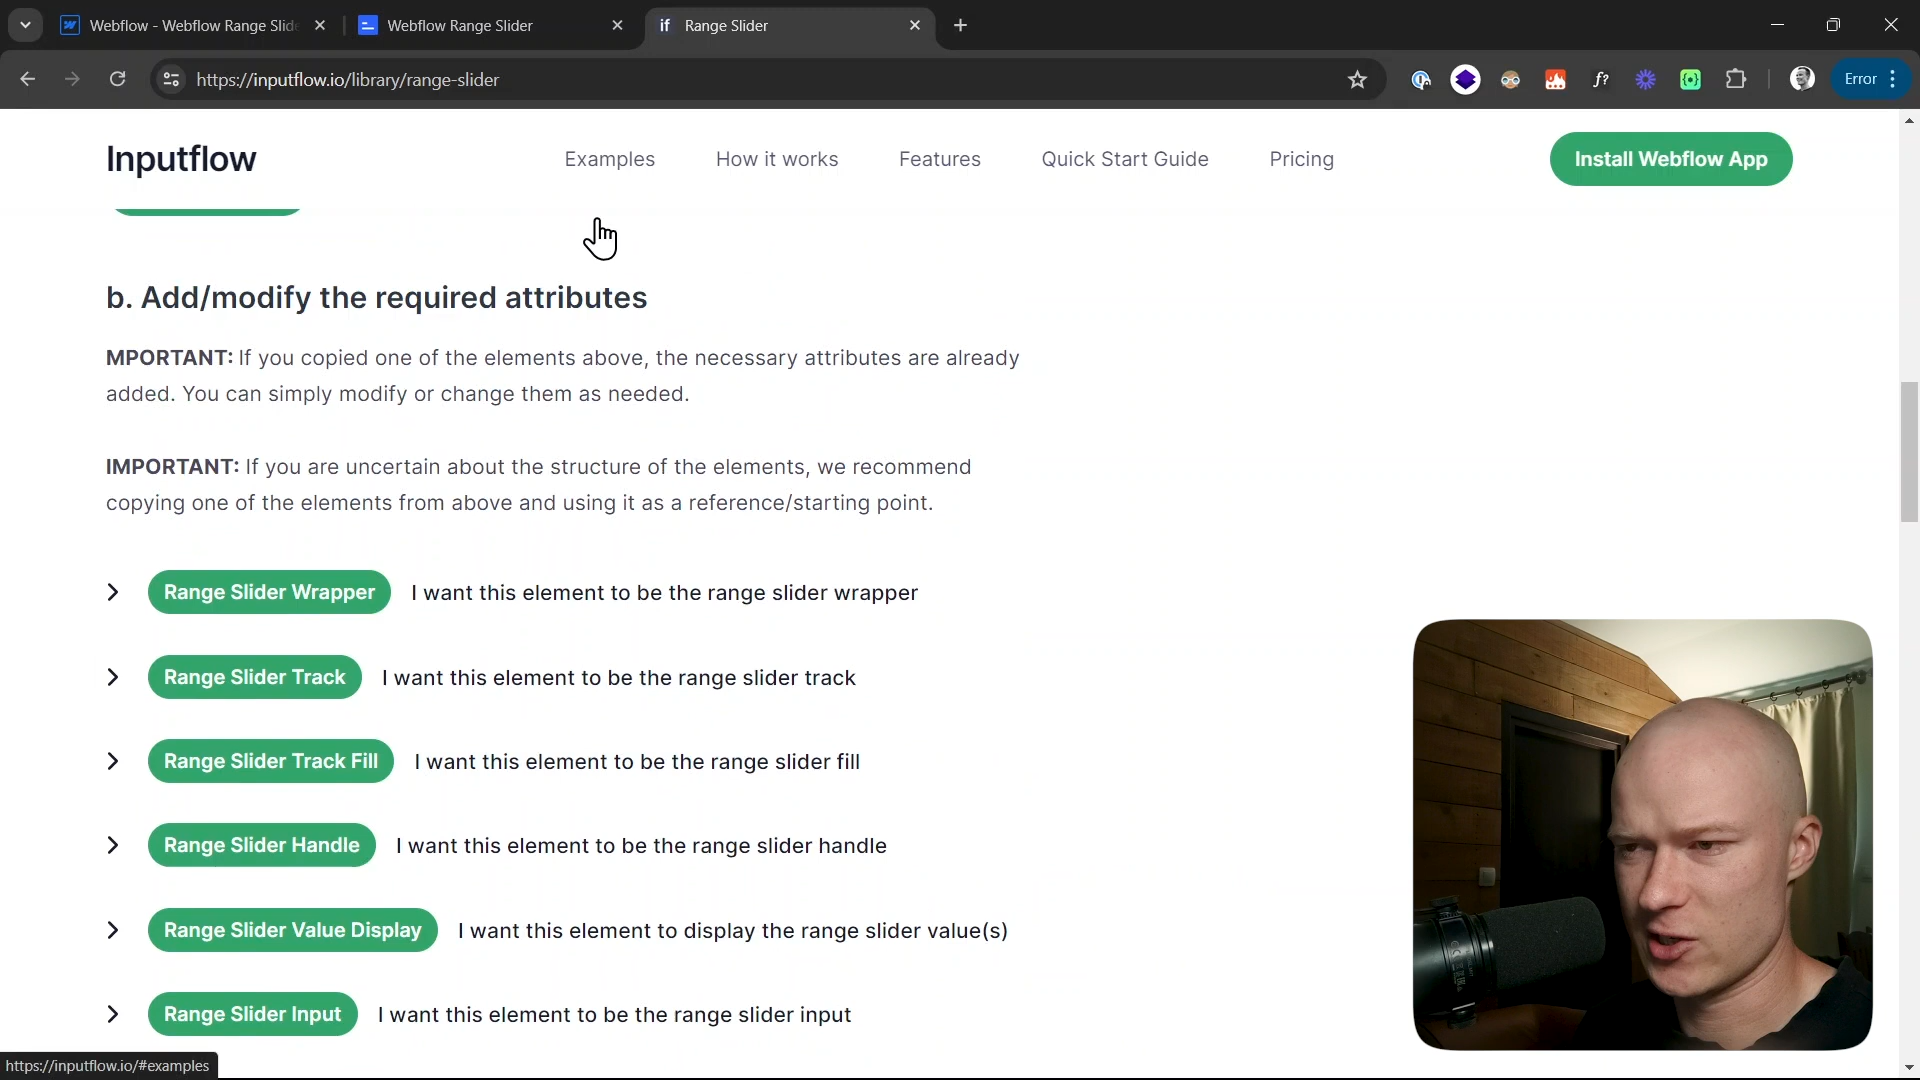 Webflow - Webflow Range Slide
Webflow Range Slider
if Range Slider
https://inputflow.io/library/range-slider
f?
Error
Inputflow
Examples
How it works
Features
Quick Start Guide
Pricing
Install Webflow App
b. Add/modify the required attributes
MPORTANT: If you copied one of the elements above, the necessary attributes are already
added. You can simply modify or change them as needed.
IMPORTANT: If you are uncertain about the structure of the elements, we recommend
copying one of the elements from above and using it as a reference/starting point.
Range Slider Wrapper I want this element to be the range slider wrapper
Range Slider Track I want this element to be the range slider track
Range Slider Track Fill I want this element to be the range slider fill
Range Slider Handle I want this element to be the range slider handle
Range Slider Value Display I want this element to display the range slider value(s)
Range Slider Input I want this element to be the range slider input
https://inputflow.io/#examples